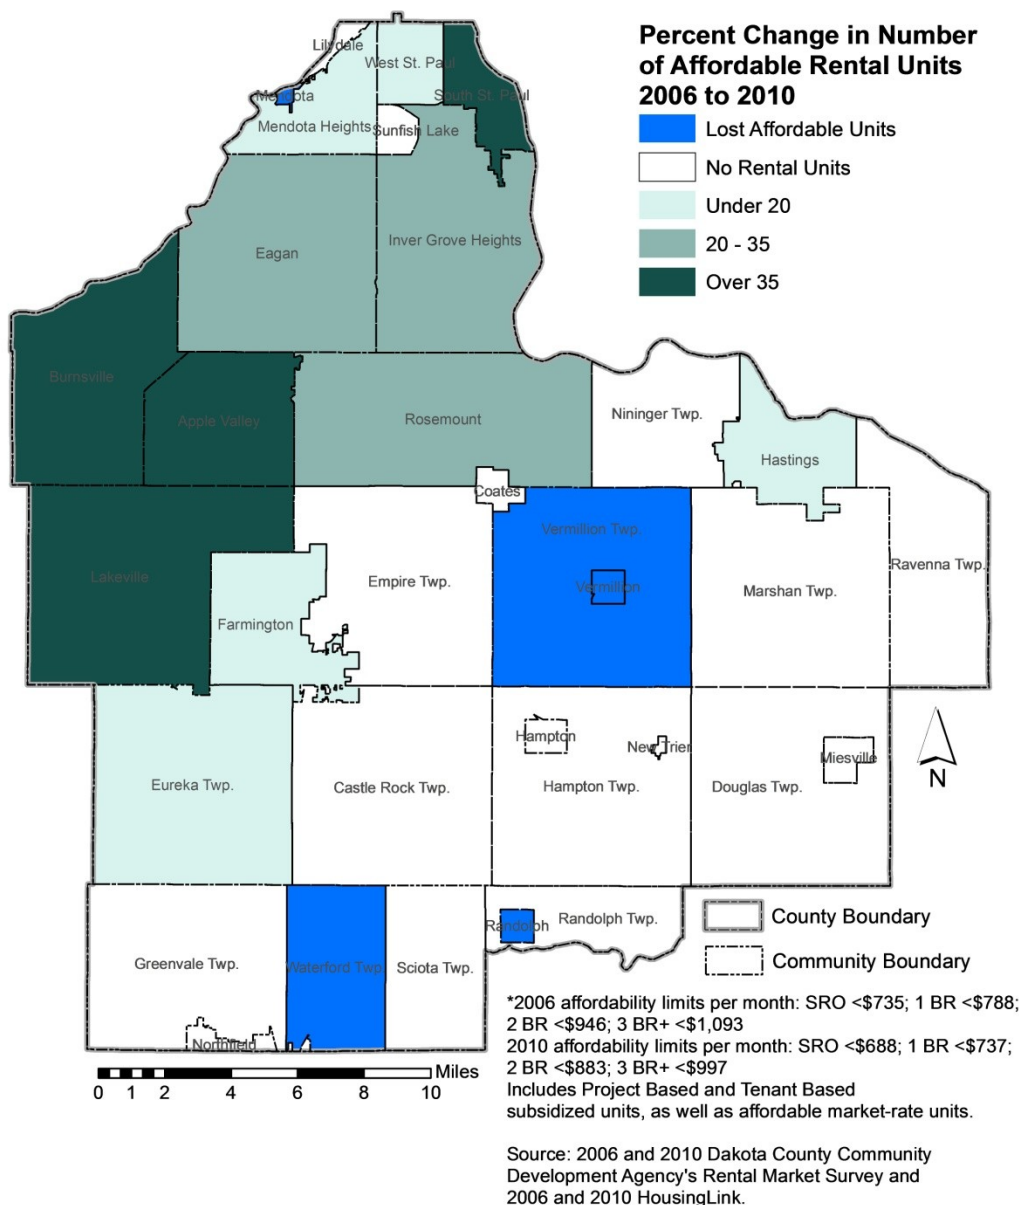 Percent Change in Number
of Affordable Rental Units
2006 to 2010
Lost Affordable Units
No Rental Units
Under 20
20 - 35
Over 35
Lilydale
West St. Paul
Mendota
South St. Paul
Mendota Heights
Sunfish Lake
Inver Grove Heights
Eagan
Burnsville
Apple Valley
Rosemount
Nininger Twp.
Hastings
Coates
Vermillion Twp.
Ravenna Twp.
Lakeville
Empire Twp.
Vermillion
Marshan Twp.
Farmington
Hampton
New Trier
Miesville
Eureka Twp.
Castle Rock Twp.
Hampton Twp.
Douglas Twp.
N
Randolph
Randolph Twp.
County Boundary
Greenvale Twp.
Waterford Twp.
Sciota Twp.
Community Boundary
Northfield
Miles
0 1 2 4 6 8 10
*2006 affordability limits per month: SRO <$735; 1 BR <$788;
2 BR <$946; 3 BR+ <$1,093
2010 affordability limits per month: SRO <$688; 1 BR <$737;
2 BR <$883; 3 BR+ <$997
Includes Project Based and Tenant Based
subsidized units, as well as affordable market-rate units.
Source: 2006 and 2010 Dakota County Community
Development Agency's Rental Market Survey and
2006 and 2010 HousingLink.